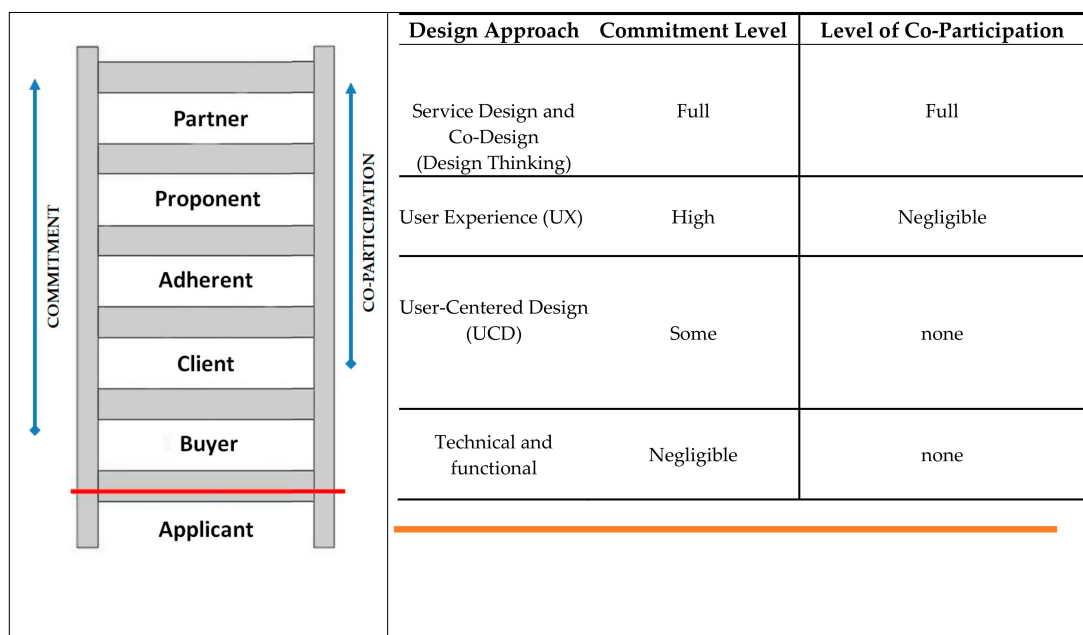 COMMITMENT
Partner
Proponent
Adherent
Client
Buyer
Applicant
CO-PARTICIPATION
Design Approach Commitment Level Level of Co-Participation
Service Design and Full Full
Co-Design
(Design Thinking)
User Experience (UX) High Negligible
User-Centered Design
(UCD) Some none
Technical and
functional Negligible none